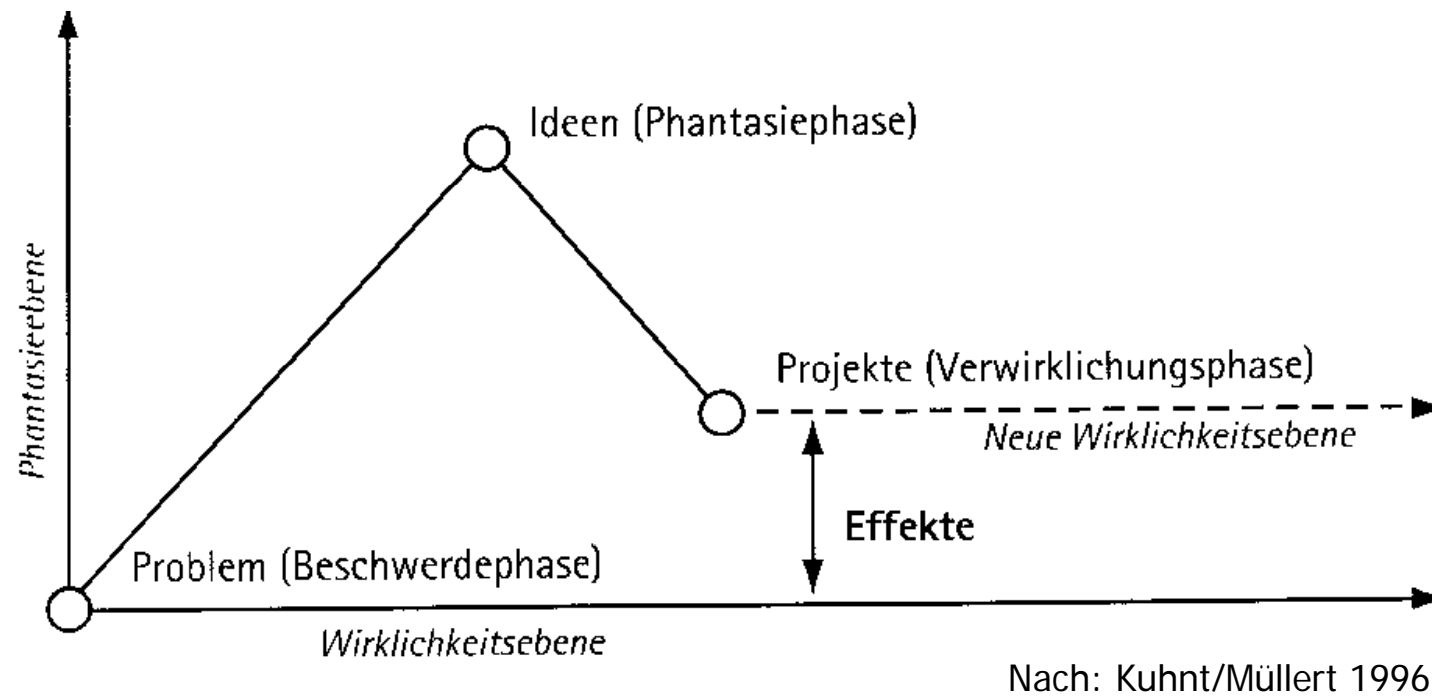 Ideen (Phantasiephase)
Phantasieebene
Projekte (Verwirklichungsphase)
Neue Wirklichkeitsebene
Effekte
Problem (Beschwerdephase)
Wirklichkeitsebene
Nach: Kuhnt/Müllert 1996